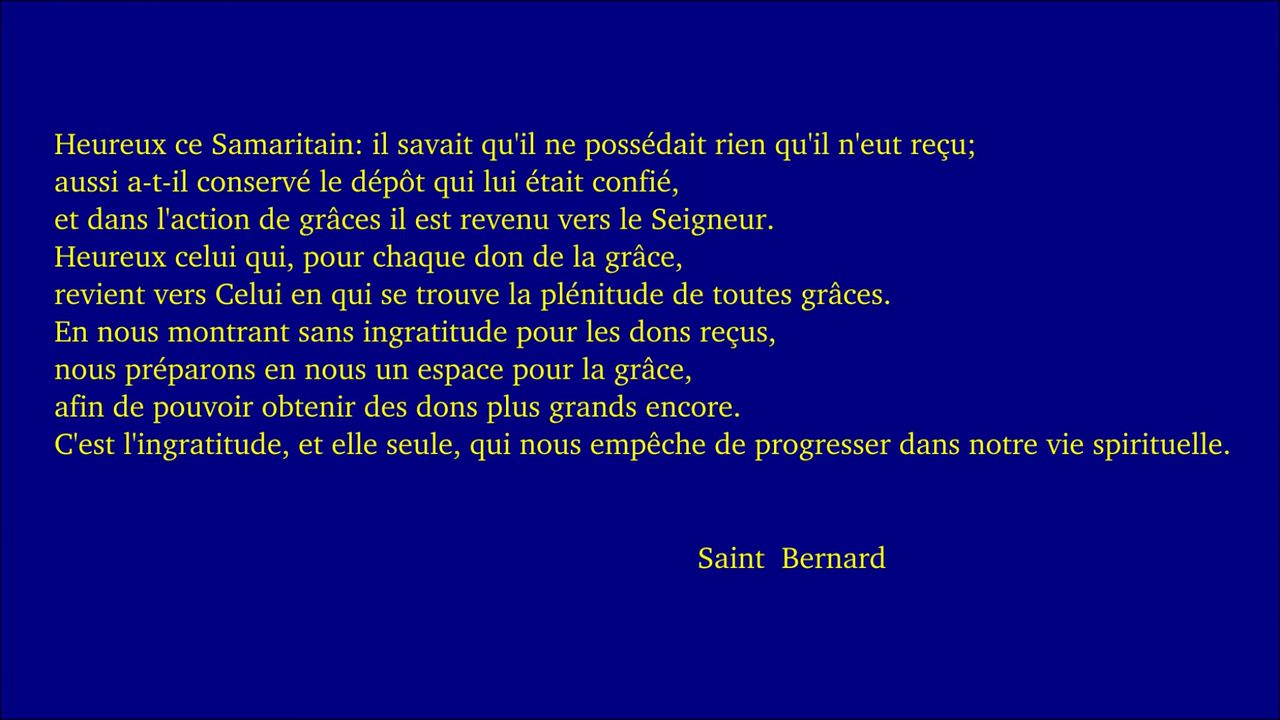 Heureux ce Samaritain: il savait qu'il ne possédait rien qu'il n'eut reçu;
aussi a-t-il conservé le dépôt qui lui était confié,
et dans l'action de grâces il est revenu vers le Seigneur.
Heureux celui qui, pour chaque don de la grâce,
revient vers Celui en qui se trouve la plénitude de toutes grâces.
En nous montrant sans ingratitude pour les dons reçus,
nous préparons en nous un espace pour la grâce,
afin de pouvoir obtenir des dons plus grands encore.
C'est l'ingratitude, et elle seule, qui nous empêche de progresser dans notre vie spirituelle.
Saint  Bernard